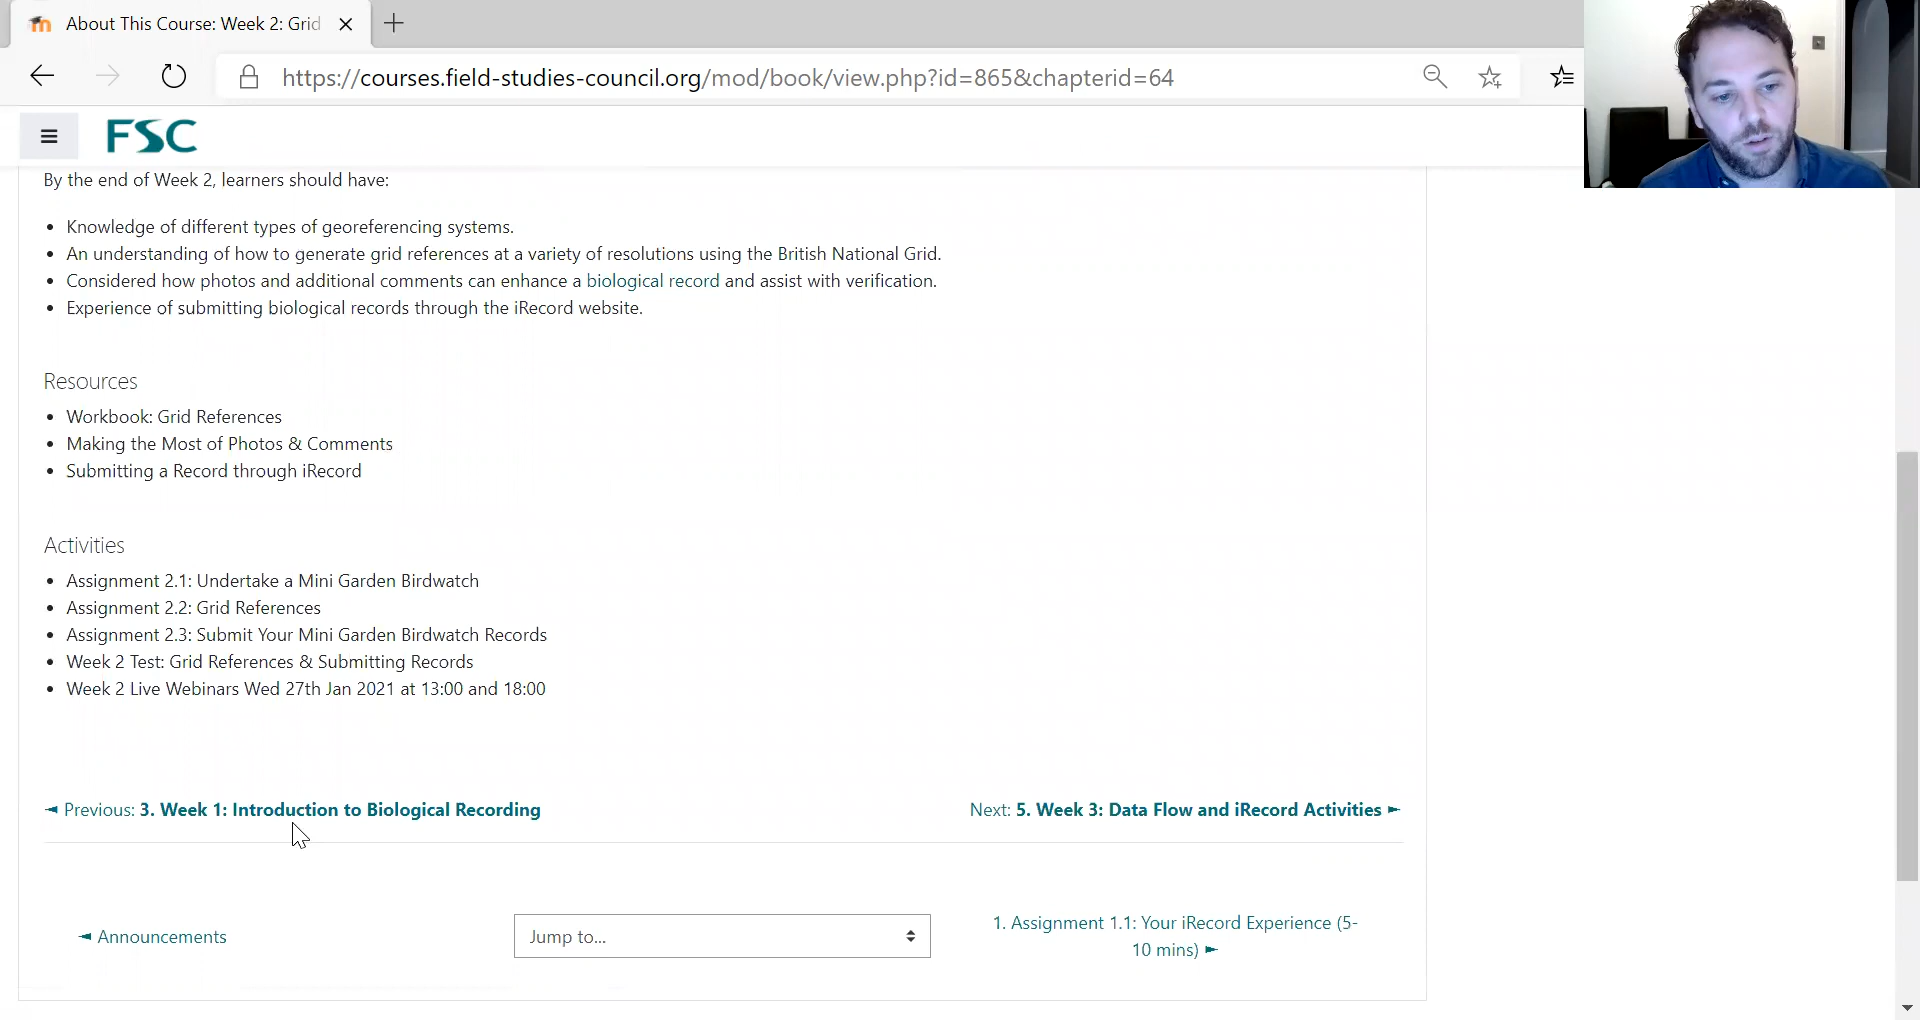 About This Course: Week 2: Grid
https://courses.field-studies-council.org/mod/book/view.php?id=865&chapterid=64
FSC
By the end of Week 2, learners should have:
Knowledge of different types of georeferencing systems.
An understanding of how to generate grid references at a variety of resolutions using the British National Grid.
Considered how photos and additional comments can enhance a biological record and assist with verification.
Experience of submitting biological records through the iRecord website.
Resources
Workbook: Grid References
Making the Most of Photos & Comments
Submitting a Record through iRecord
Activities
Assignment 2.1: Undertake a Mini Garden Birdwatch
Assignment 2.2: Grid References
Assignment 2.3: Submit Your Mini Garden Birdwatch Records
Week 2 Test: Grid References & Submitting Records
Week 2 Live Webinars Wed 27th Jan 2021 at 13:00 and 18:00
◄ Previous: 3. Week 1: Introduction to Biological Recording
Next: 5. Week 3: Data Flow and iRecord Activities ►
◄ Announcements
Jump to...
1. Assignment 1.1: Your iRecord Experience (5-
10 mins) ►